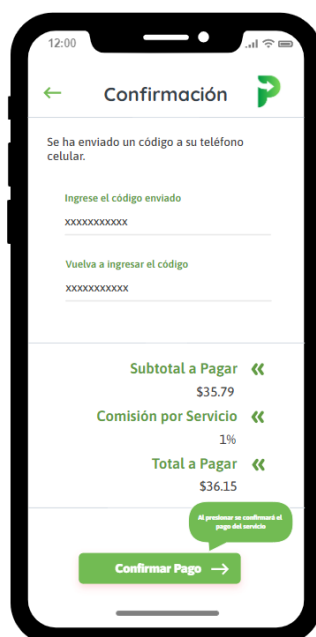 12:00
Confirmación
Se ha enviado un código a su teléfono
celular.
Ingrese el código enviado
xxxxxxxxxxx
Vuelva a ingresar el código
xxxxxxxxxxx
Subtotal a Pagar
$35.79
Comisión por Servicio
1%
Total a Pagar
$36.15
Al presionar se confirmará el
pago del servicio
Confirmar Pago